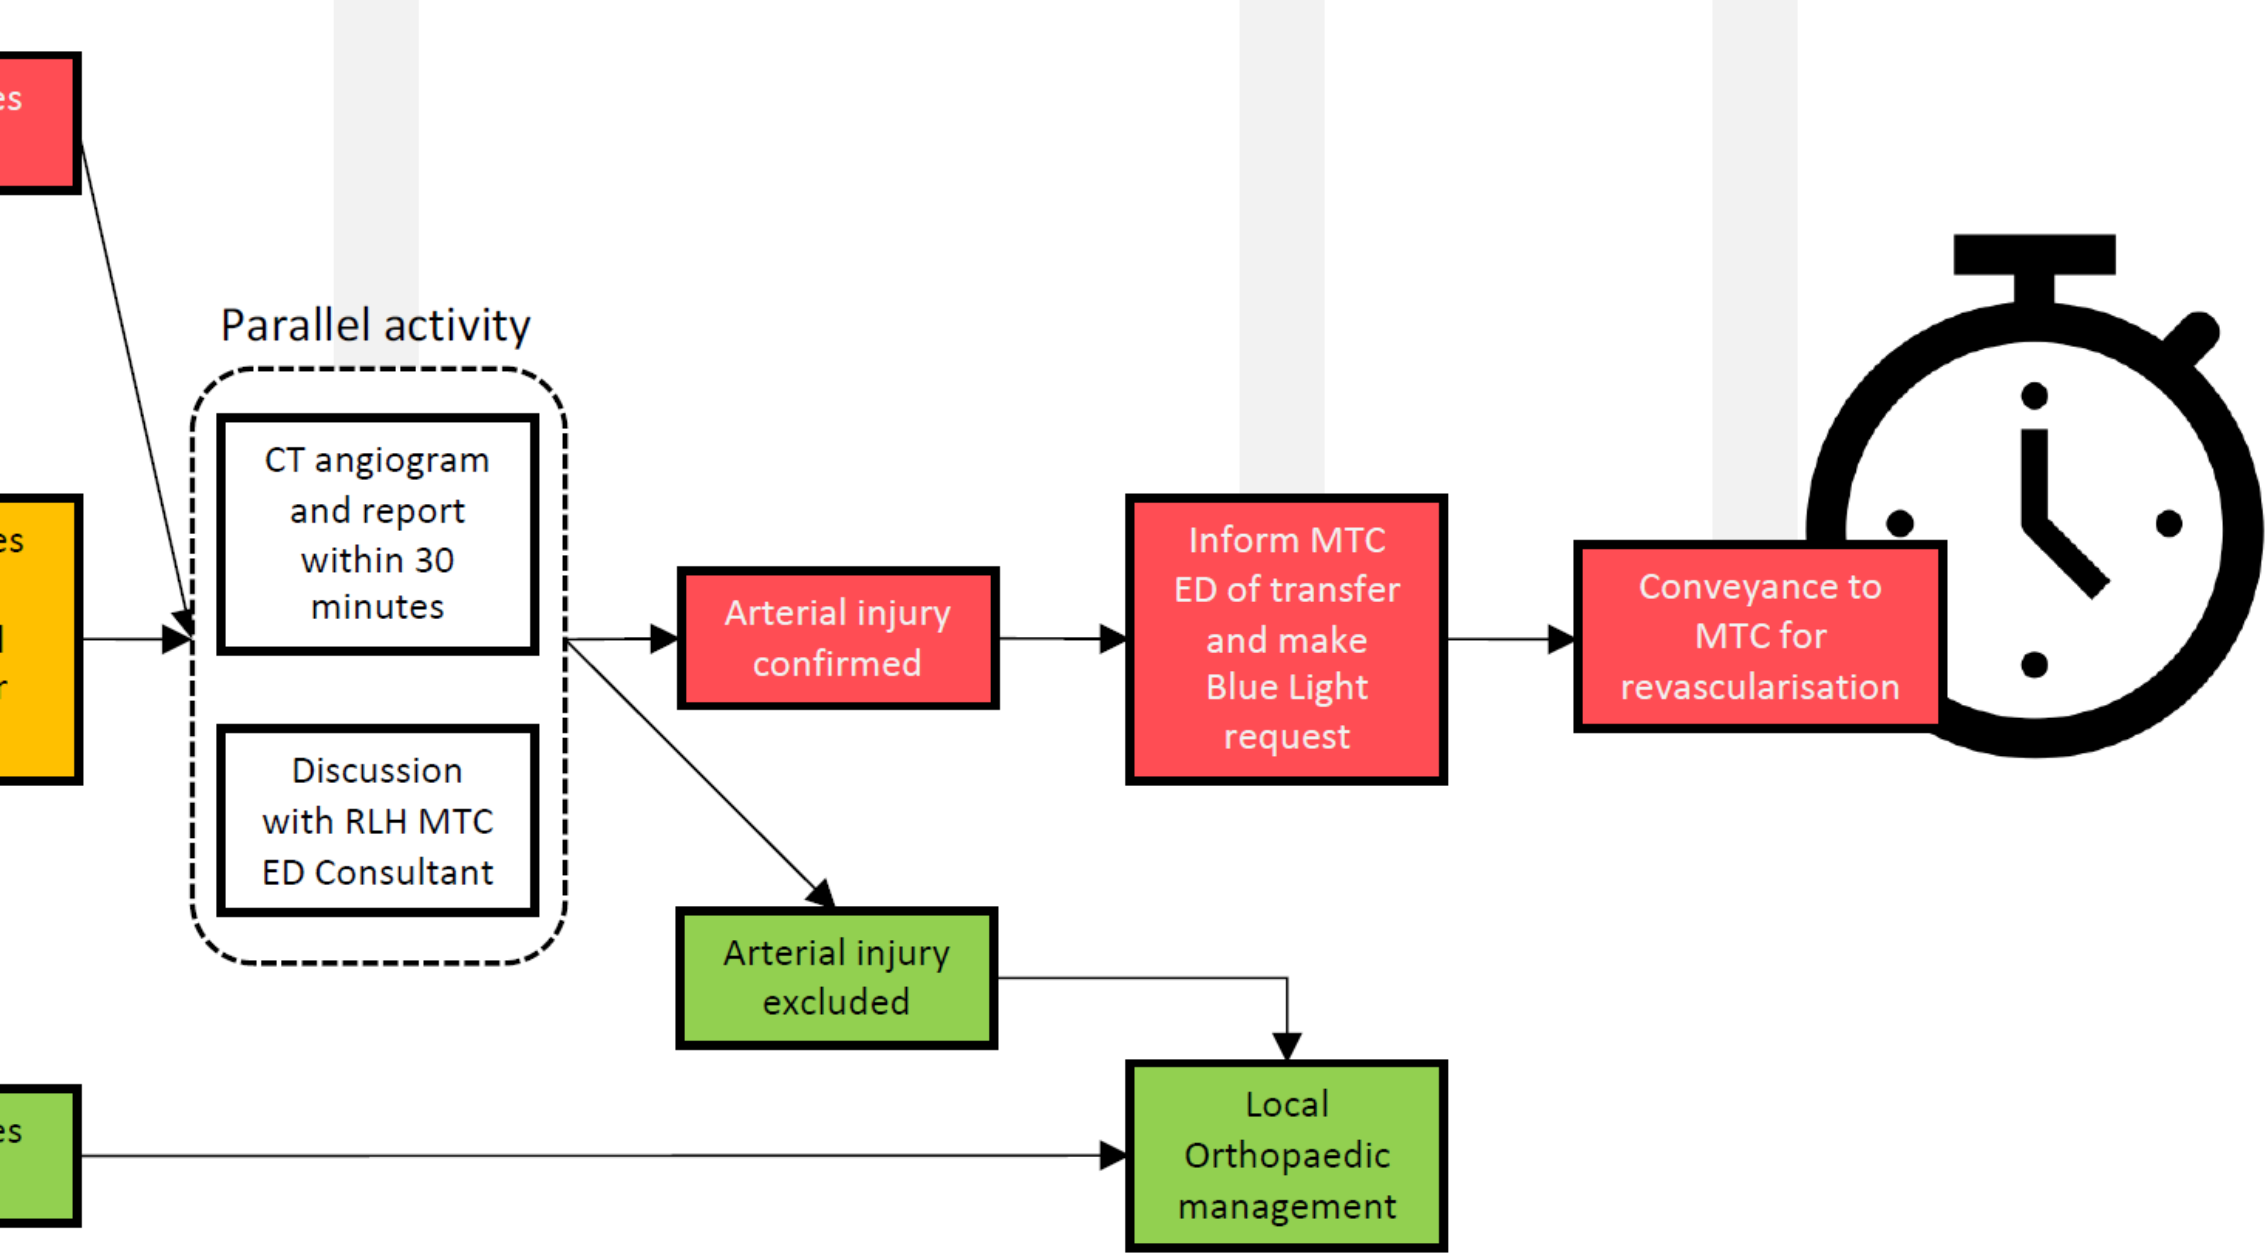 Parallel activity
CT angiogram
and report
within 30
minutes
Discussion
with RLH MTC
ED Consultant
Arterial injury
confirmed
Inform MTC
ED of transfer
and make
Blue Light
request
Conveyance to
MTC for
revascularisation
Arterial injury
excluded
Local
Orthopaedic
management